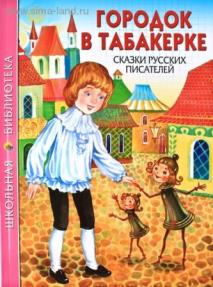 www.sima-land.ru
ГОРОДОК
В ТАБАКЕРКЕ
СКАЗКИ РУССКИХ
ПИСАТЕЛЕЙ
ШКОЛЬНАЯ БИБЛИОТЕКА